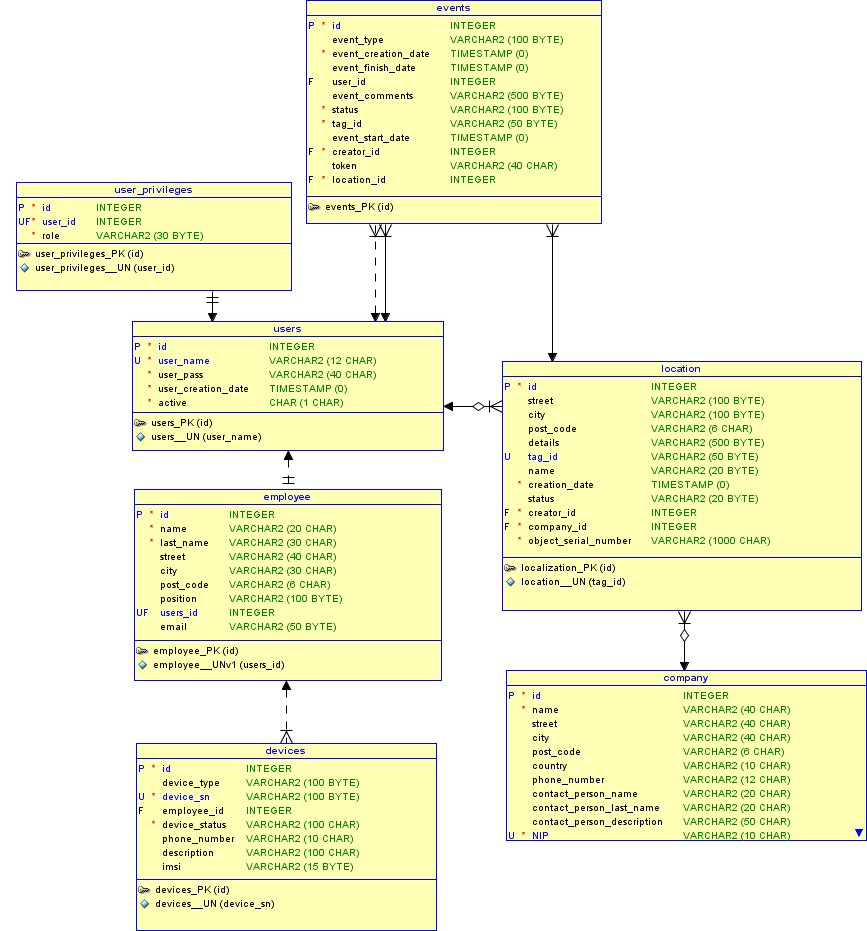 events
P * id INTEGER
event_type VARCHAR2 (100 BYTE)
* event_creation_date TIMESTAMP (0)
event_finish_date TIMESTAMP (0)
F user_id INTEGER
event_comments VARCHAR2 (500 BYTE)
* status VARCHAR2 (100 BYTE)
* tag_id VARCHAR2 (50 BYTE)
event_start_date TIMESTAMP (0)
F * creator_id INTEGER
token VARCHAR2 (40 CHAR)
F * location_id INTEGER
events_PK (id)
user_privileges
P * id INTEGER
UF* user_id INTEGER
* role VARCHAR2 (30 BYTE)
user_privileges_PK (id)
user_privileges__UN (user_id)
users
P * id INTEGER
U * user_name VARCHAR2 (12 CHAR)
* user_pass VARCHAR2 (40 CHAR)
* user_creation_date TIMESTAMP (0)
* active CHAR (1 CHAR)
users_PK (id)
users__UN (user_name)
location
P * id INTEGER
street VARCHAR2 (100 BYTE)
city VARCHAR2 (100 BYTE)
post_code VARCHAR2 (6 CHAR)
details VARCHAR2 (500 BYTE)
U tag_id VARCHAR2 (50 BYTE)
name VARCHAR2 (20 BYTE)
* creation_date TIMESTAMP (0)
status VARCHAR2 (20 BYTE)
F * creator_id INTEGER
F * company_id INTEGER
* object_serial_number VARCHAR2 (1000 CHAR)
localization_PK (id)
location__UN (tag_id)
employee
P * id INTEGER
* name VARCHAR2 (20 CHAR)
* last_name VARCHAR2 (30 CHAR)
street VARCHAR2 (40 CHAR)
city VARCHAR2 (30 CHAR)
post_code VARCHAR2 (6 CHAR)
position VARCHAR2 (100 BYTE)
UF users_id INTEGER
email VARCHAR2 (50 BYTE)
employee_PK (id)
employee__UNv1 (users_id)
company
P * id INTEGER
* name VARCHAR2 (40 CHAR)
street VARCHAR2 (40 CHAR)
city VARCHAR2 (40 CHAR)
post_code VARCHAR2 (6 CHAR)
country VARCHAR2 (10 CHAR)
phone_number VARCHAR2 (12 CHAR)
contact_person_name VARCHAR2 (20 CHAR)
contact_person_last_name VARCHAR2 (20 CHAR)
contact_person_description VARCHAR2 (50 CHAR)
U * NIP VARCHAR2 (10 CHAR)
devices
P * id INTEGER
device_type VARCHAR2 (100 BYTE)
U * device_sn VARCHAR2 (100 BYTE)
F employee_id INTEGER
* device_status VARCHAR2 (100 CHAR)
phone_number VARCHAR2 (10 CHAR)
description VARCHAR2 (100 CHAR)
imsi VARCHAR2 (15 BYTE)
devices_PK (id)
devices__UN (device_sn)